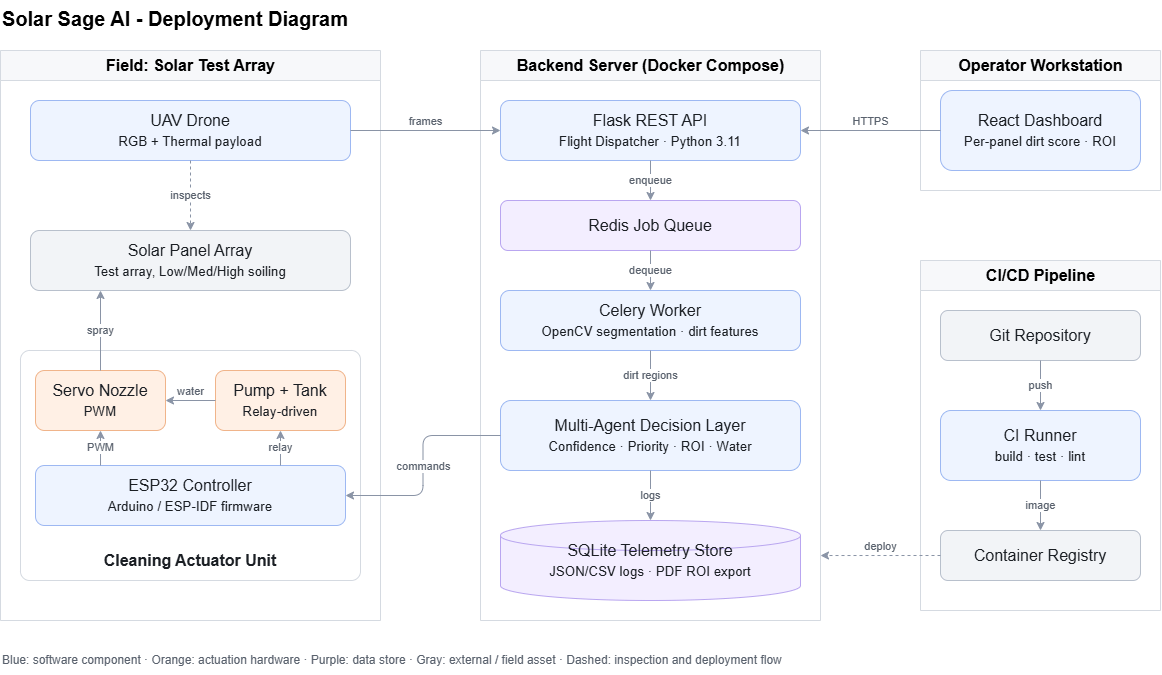 Solar Sage AI - Deployment Diagram
Field: Solar Test Array
UAV Drone
RGB + Thermal payload
inspects
Solar Panel Array
Test array, Low/Med/High soiling
spray
Servo Nozzle
PWM
water
Pump + Tank
Relay-driven
PWM
relay
ESP32 Controller
Arduino / ESP-IDF firmware
Cleaning Actuator Unit
frames
commands
Backend Server (Docker Compose)
Flask REST API
Flight Dispatcher · Python 3.11
enqueue
Redis Job Queue
dequeue
Celery Worker
OpenCV segmentation · dirt features
dirt regions
Multi-Agent Decision Layer
Confidence · Priority · ROI · Water
logs
SQLite Telemetry Store
JSON/CSV logs · PDF ROI export
HTTPS
Operator Workstation
React Dashboard
Per-panel dirt score · ROI
CI/CD Pipeline
Git Repository
push
CI Runner
build · test · lint
image
Container Registry
deploy
Blue: software component · Orange: actuation hardware · Purple: data store · Gray: external / field asset · Dashed: inspection and deployment flow